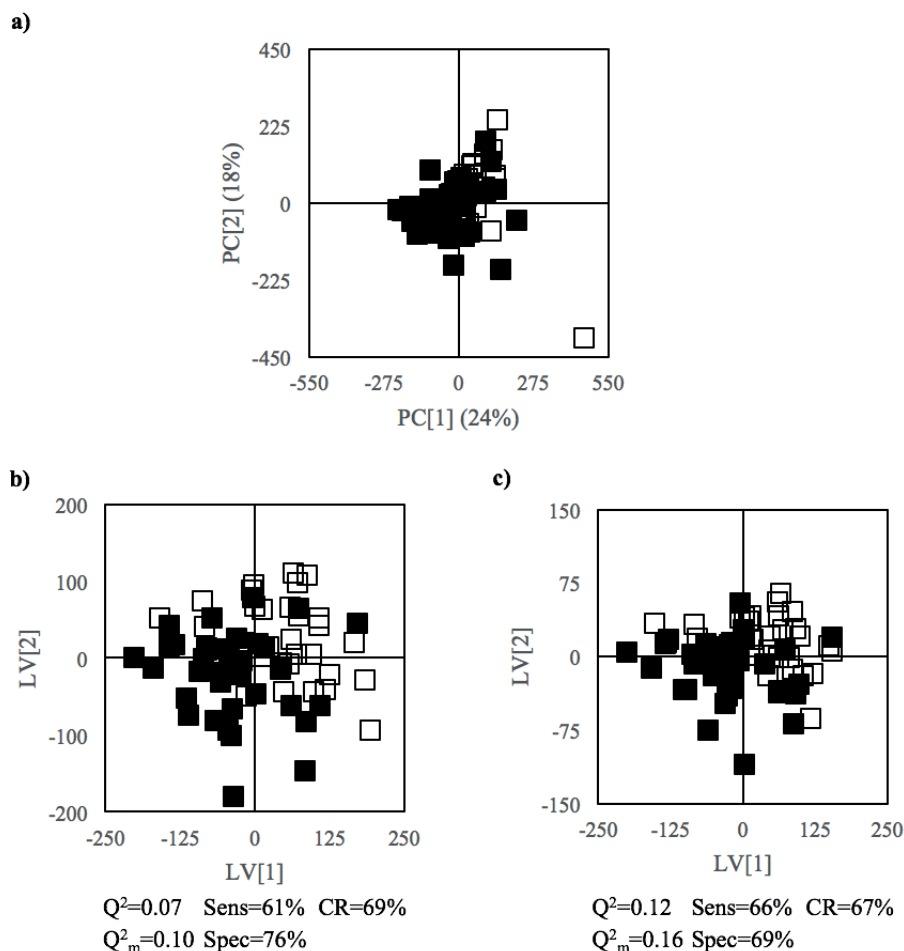 a)
450
225
0
-225
-450
PC[2] (18%)
-550 -275 0 275 550
PC[1] (24%)
b)
200
100
0
-100
-200
LV[2]
-250 -125 0 125 250
LV[1]
Q²=0.07 Sens=61% CR=69%
Q²m=0.10 Spec=76%
c)
150
75
0
-75
-150
LV[2]
-250 -125 0 125 250
LV[1]
Q²=0.12 Sens=66% CR=67%
Q²m=0.16 Spec=69%